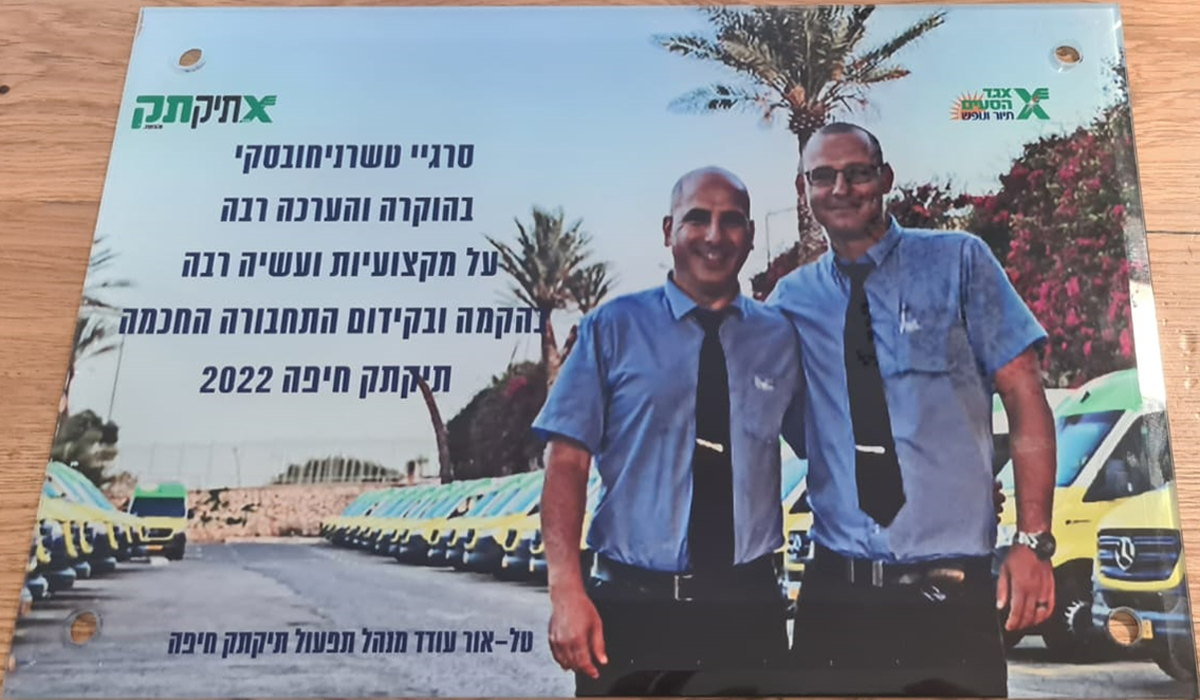 תיקתק
אגד
הסעים
תיור ונופש
סרגיי טשרניחובסקי
בהוקרה והערכה רבה
על מקצועיות ועשיה רבה
בהקמה ובקידום התחבורה החכמה
תיקתק חיפה 2022
טל-אור עודד מנהל תפעול תיקתק חיפה